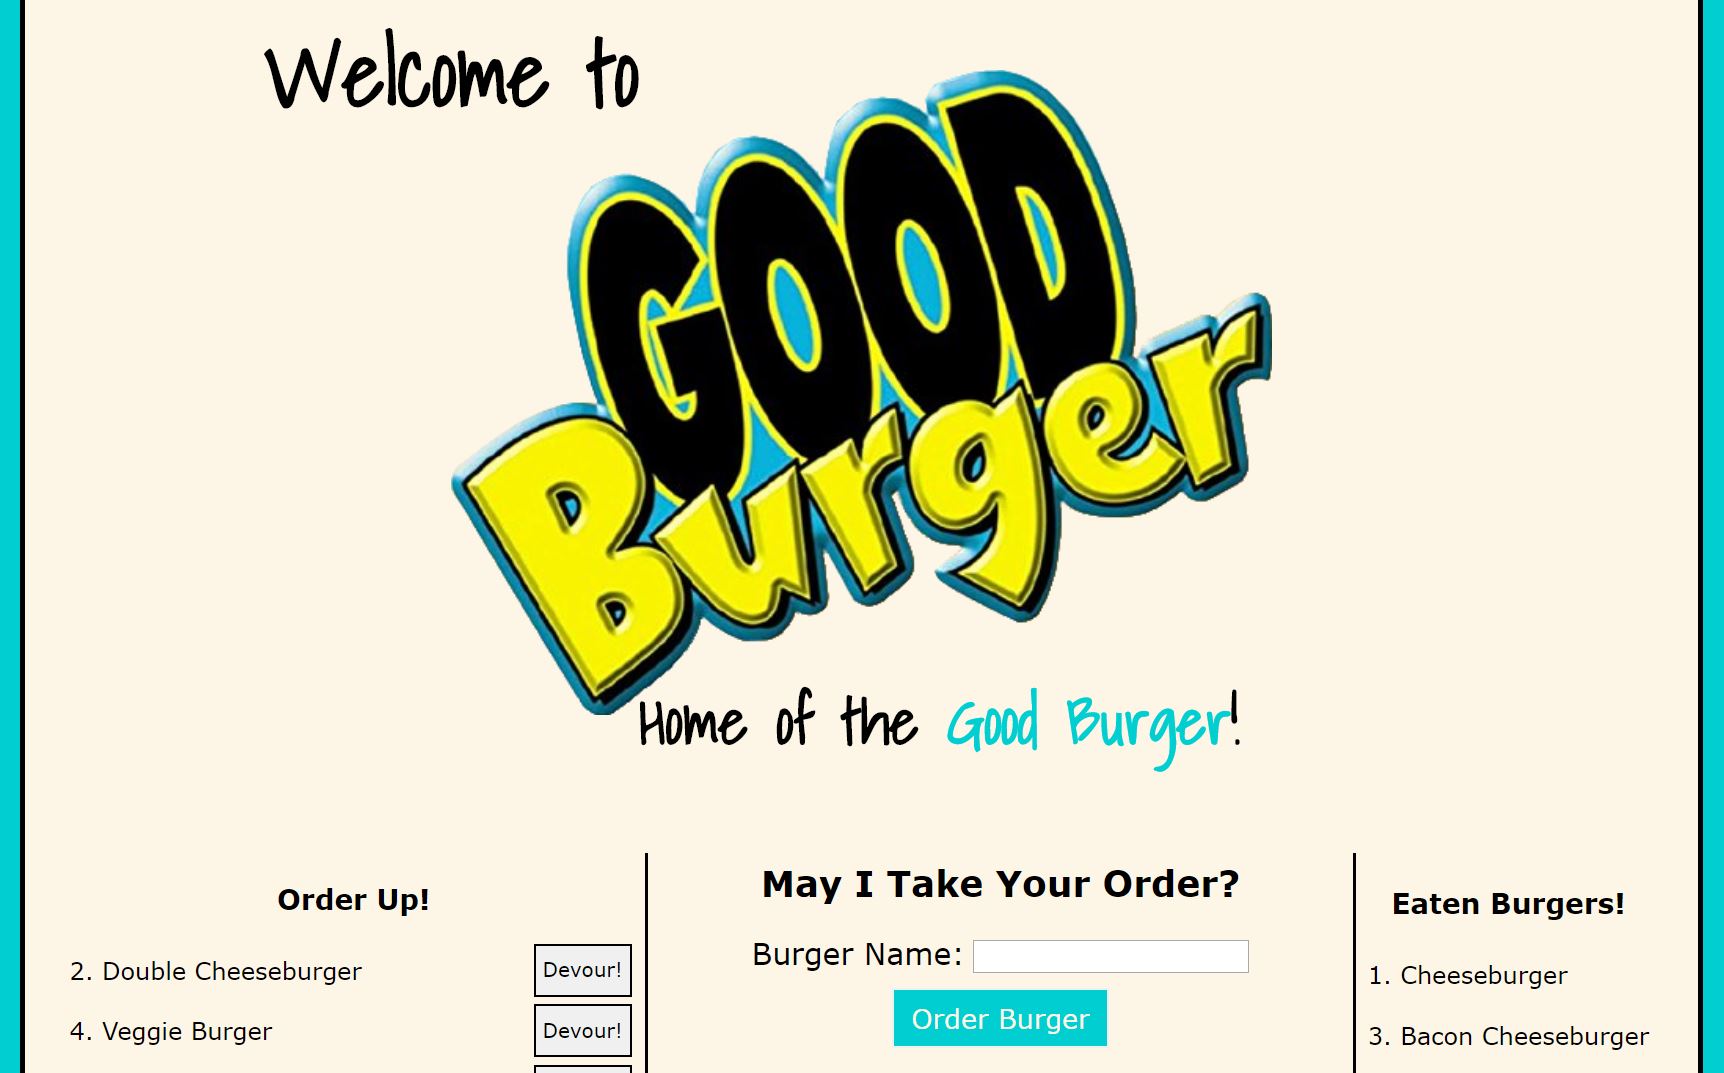 Welcome to
GOOD
Burger
Home of the Good Burger!
Order Up!
2. Double Cheeseburger
Devour!
4. Veggie Burger
Devour!
May I Take Your Order?
Burger Name:
Order Burger
Eaten Burgers!
1. Cheeseburger
3. Bacon Cheeseburger